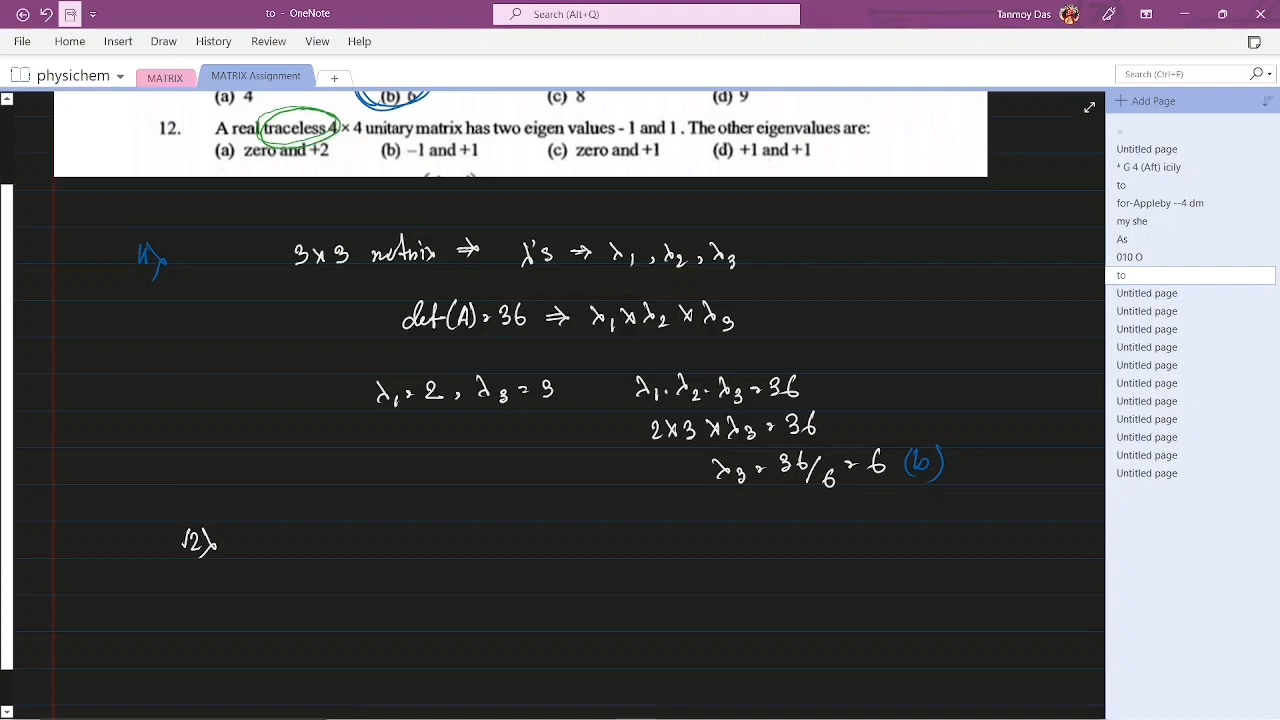 to - OneNote
Search (Alt+Q)
Tanmoy Das
File Home Insert Draw History Review View Help
physichem
MATRIX
MATRIX Assignment
Search (Ctrl+E)
(a) 4 (b) 6 (c) 8 (d) 9
12. A real traceless 4 × 4 unitary matrix has two eigen values - 1 and 1 . The other eigenvalues are:
(a) zero and +2 (b) −1 and +1 (c) zero and +1 (d) +1 and +1
11)
3 x 3 matrix ⇒ λ's ⇒ λ1 , λ2 , λ3
det(A) = 36 ⇒ λ1 x λ2 x λ3
λ1 = 2 , λ3 = 3 λ1 . λ2 . λ3 = 36
2 x 3 x λ3 = 36
λ3 = 36/6 = 6 (b)
12)
Add Page
Untitled page
* G 4 (Aft) icily
to
for-Appleby --4 dm
my she
As
010 O
to
Untitled page
Untitled page
Untitled page
Untitled page
Untitled page
Untitled page
Untitled page
Untitled page
Untitled page
Untitled page
Untitled page